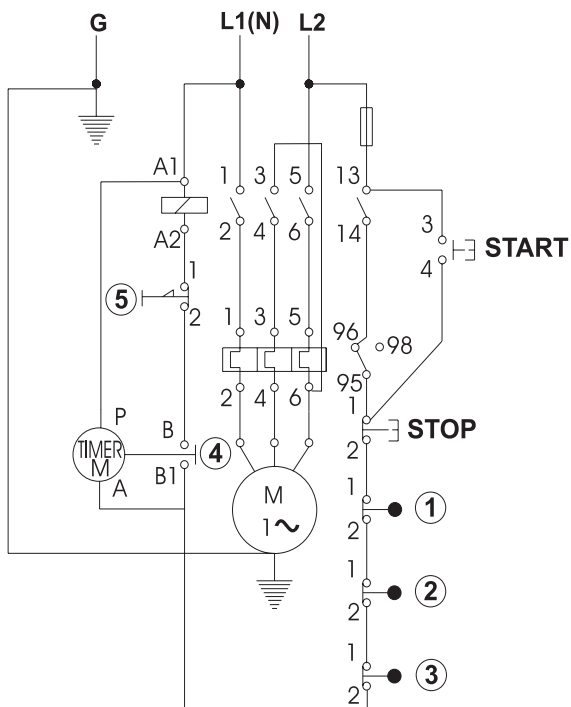 G L1(N) L2
A1 1 3 5 13
A2 2 4 6 14 3 START
4
1
5
2 1 3 5 96 98
95
2 4 6 1 STOP
P B 2
TIMER 4
M
A B1 M 1 1
1~ 2
1 2
2
1 3
2